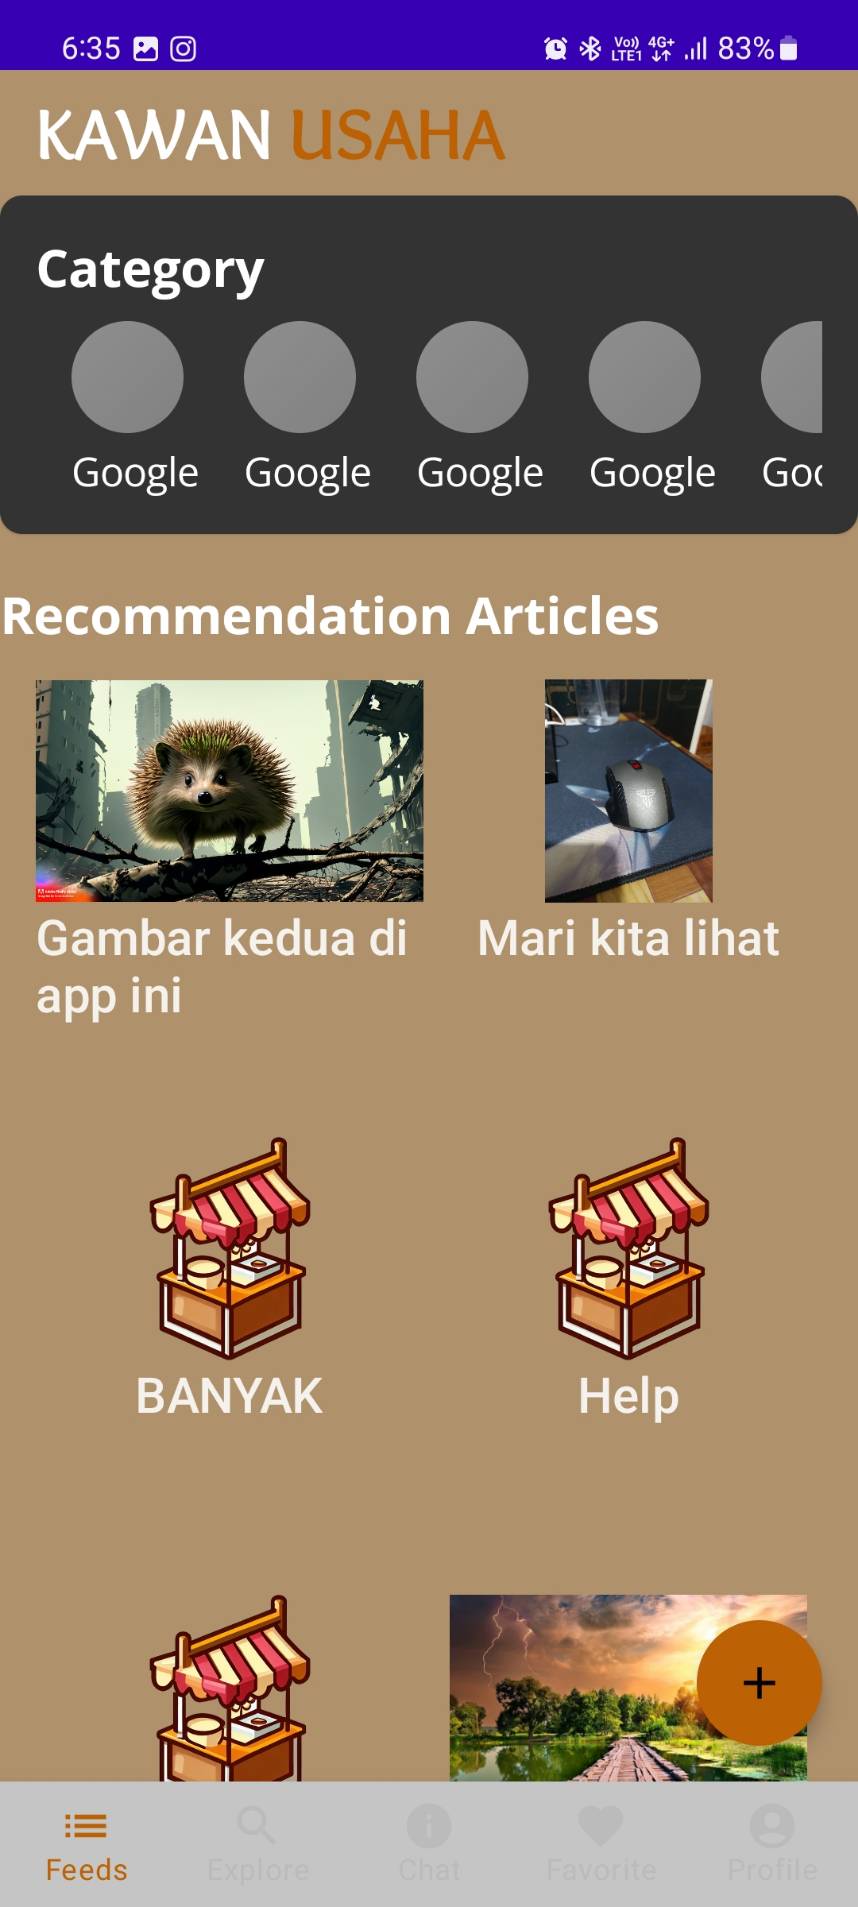 6:35 Vo)) LTE1 4G+ 83%
KAWAN USAHA
Category
Google Google Google Google Goo
Recommendation Articles
Gambar kedua di app ini
Mari kita lihat
BANYAK
Help
Feeds Explore Chat Favorite Profile